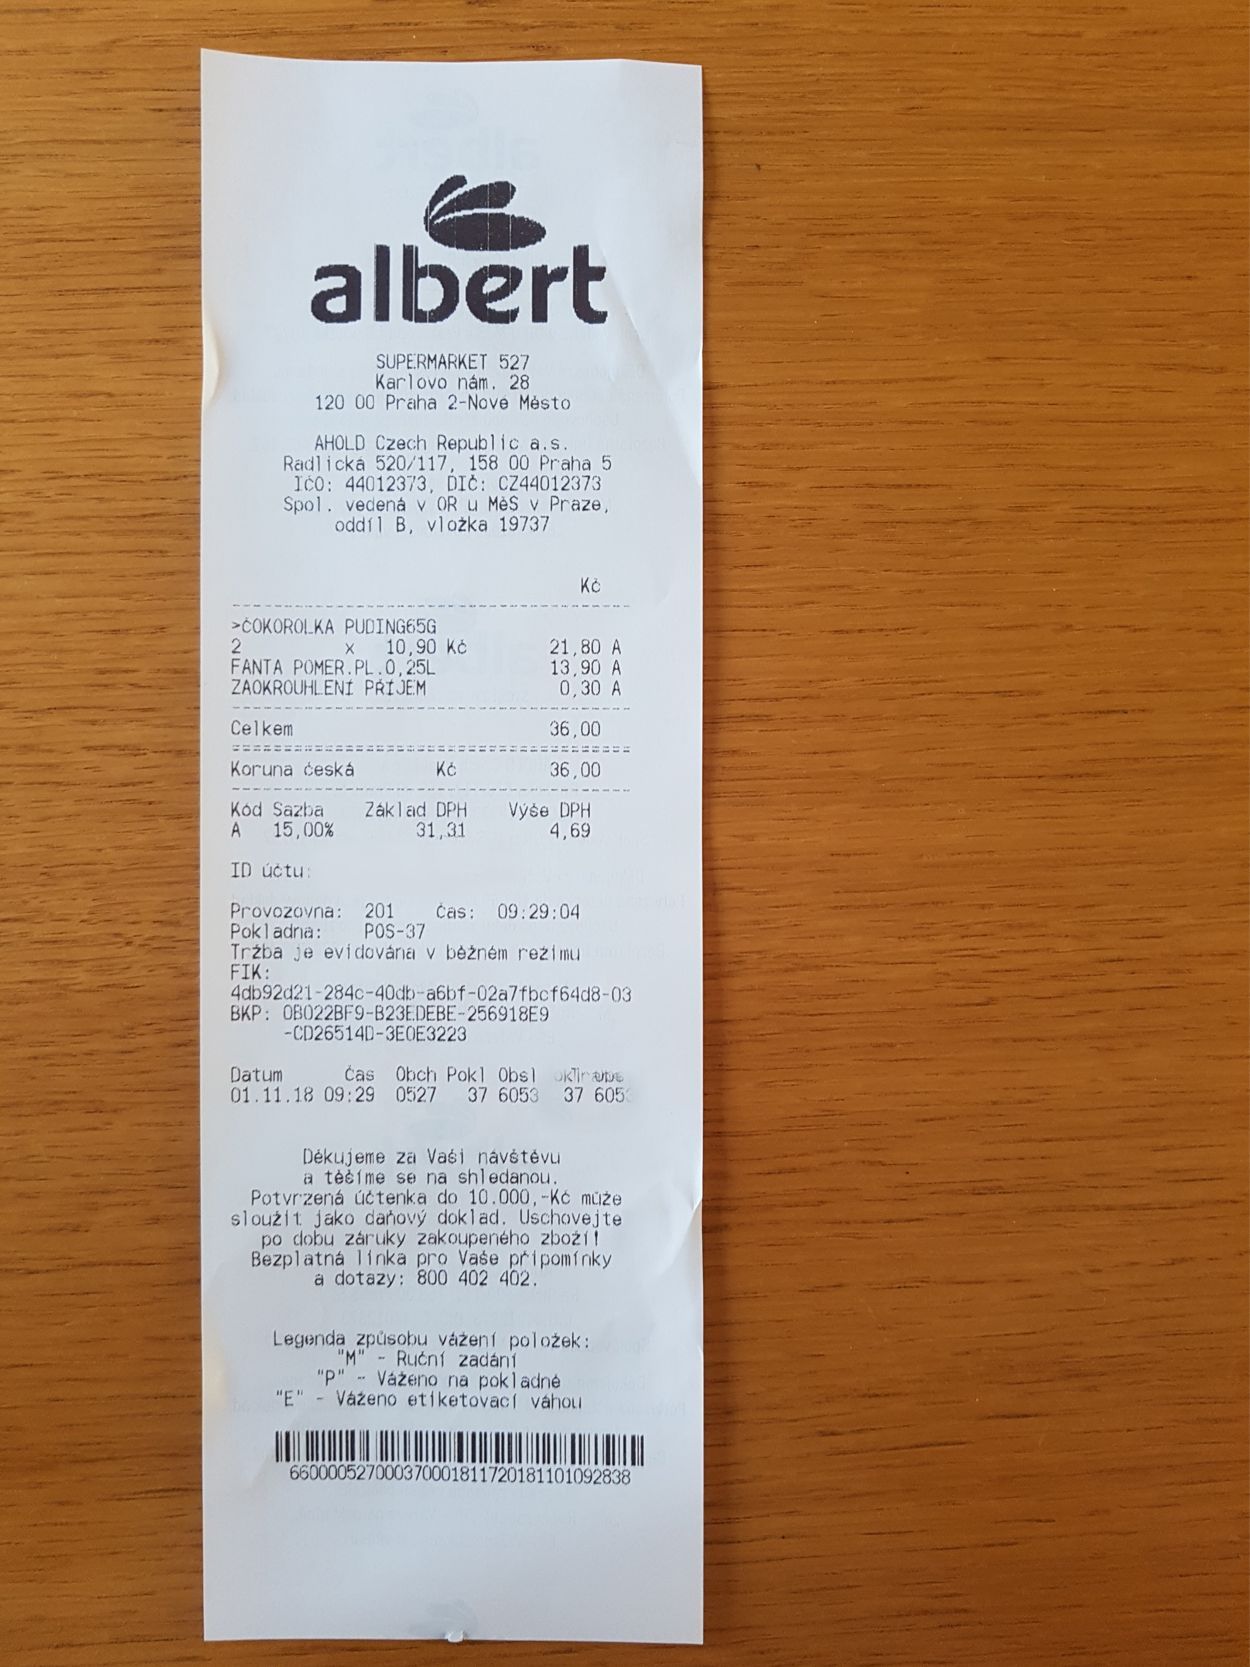 albert
SUPERMARKET 527
Karlovo nám. 28
120 00 Praha 2-Nové Město
AHOLD Czech Republic a.s.
Radlická 520/117, 158 00 Praha 5
IČO: 44012373, DIČ: CZ44012373
Spol. vedená v OR u MěS v Praze,
oddíl B, vložka 19737
Kč
>ČOKOROLKA PUDING65G
2 x 10,90 Kč 21,80 A
FANTA POMER.PL.0,25L 13,90 A
ZAOKROUHLENÍ PŘÍJEM 0,30 A
Celkem 36,00
Koruna česká Kč 36,00
Kód Sazba Základ DPH Výše DPH
A 15,00% 31,31 4,69
ID účtu:
Provozovna: 201 čas: 09:29:04
Pokladna: POS-37
Tržba je evidována v běžném režimu
FIK:
4db92d21-284c-40db-a6bf-02a7fbcf64d8-03
BKP: 0B022BF9-B23EDEBE-256918E9
-CD26514D-3E0E3223
Datum Čas Obch Pokl Obsl
01.11.18 09:29 0527 37 6053 37 6053
Děkujeme za Vaši návštěvu
a těšíme se na shledanou.
Potvrzená účtenka do 10.000,-Kč může
sloužit jako daňový doklad. Uschovejte
po dobu záruky zakoupeného zboží!
Bezplatná linka pro Vaše připomínky
a dotazy: 800 402 402.
Legenda způsobu vážení položek:
"M" - Ruční zadání
"P" - Váženo na pokladně
"E" - Váženo etiketovací váhou
66000052700037000181172018110109 2838